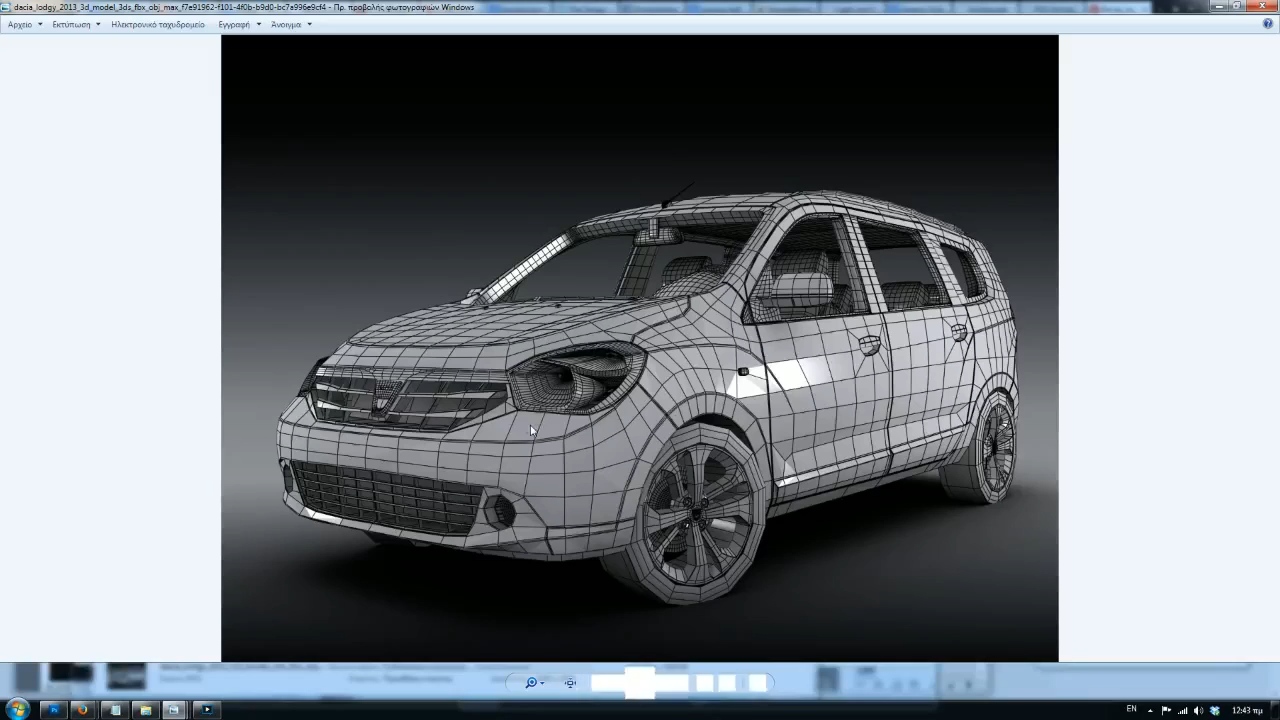 dacia_lodgy_2013_3d_model_3ds_fbx_obj_max_f7e91962-f101-4f0b-b9d0-bc7a996e9cf4 - Πρ. προβολής φωτογραφιών Windows
Αρχείο Εκτύπωση Ηλεκτρονικό ταχυδρομείο Εγγραφή Άνοιγμα
EN 12:43 πμ